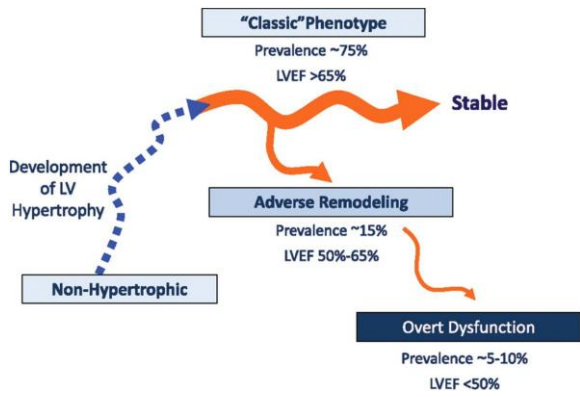 “Classic” Phenotype
Prevalence ~75%
LVEF >65%
Stable
Development
of LV
Hypertrophy
Adverse Remodeling
Prevalence ~15%
LVEF 50%-65%
Non-Hypertrophic
Overt Dysfunction
Prevalence ~5-10%
LVEF <50%